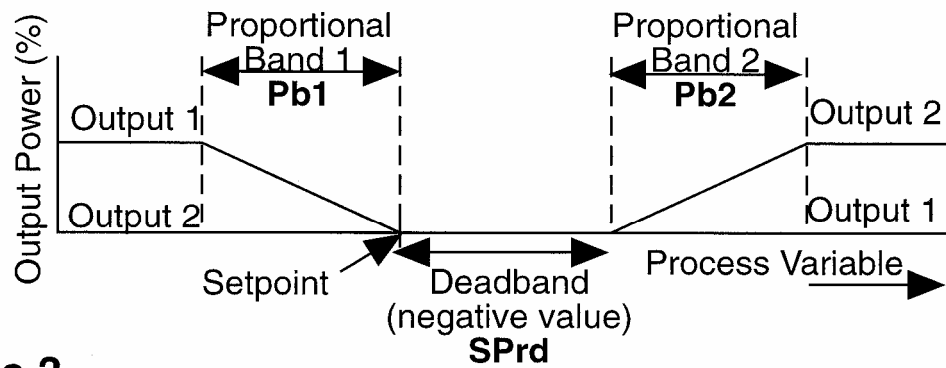 Output Power (%)
Proportional
Band 1
Pb1
Proportional
Band 2
Pb2
Output 1
Output 2
Output 2
Output 1
Setpoint
Deadband
(negative value)
SPrd
Process Variable